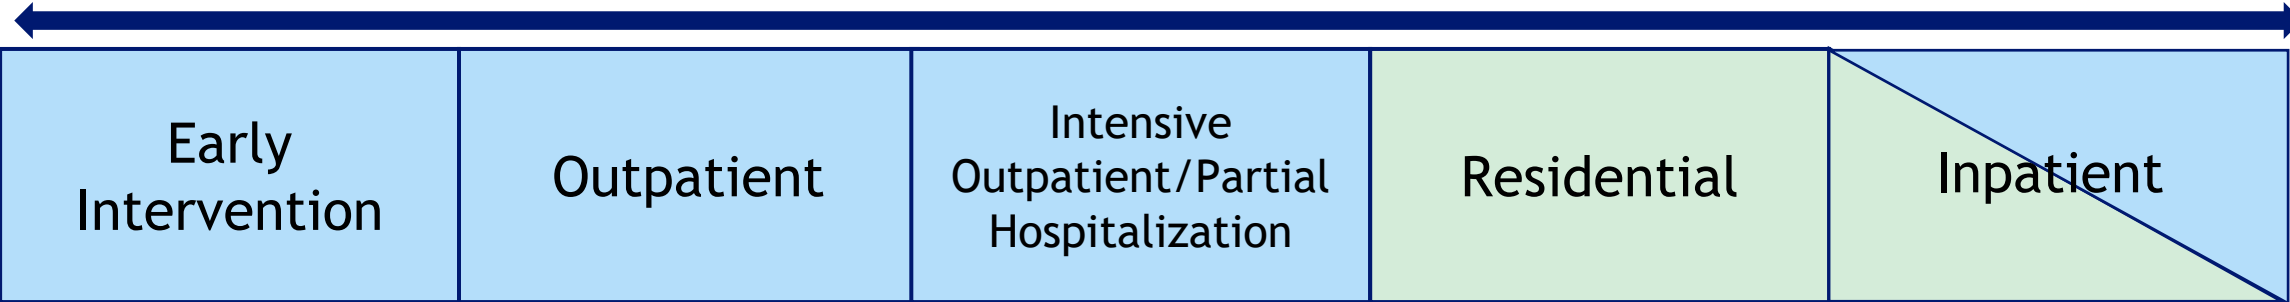 Early
Intervention
Outpatient
Intensive
Outpatient/Partial
Hospitalization
Residential
Inpatient